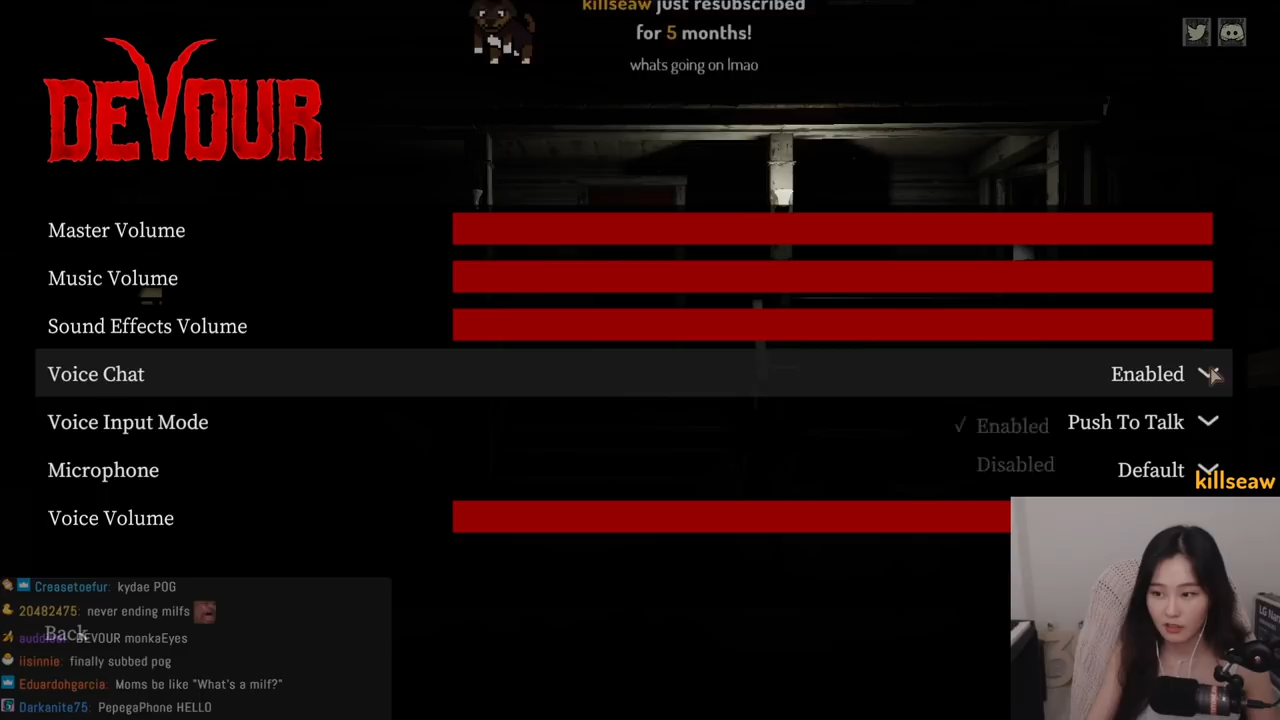 killseaw just resubscribed
for 5 months!
whats going on lmao
DEVOUR
Master Volume
Music Volume
Sound Effects Volume
Voice Chat
Enabled
Voice Input Mode
Push To Talk
✓ Enabled
Disabled
Microphone
Default
killseaw
Voice Volume
Creasetoefur: kydae POG
20482475: never ending milfs
Back
DEVOUR monkaEyes
iisinnie: finally subbed pog
Eduardohgarcia: Moms be like "What's a milf?"
Darkanite75: PepegaPhone HELLO